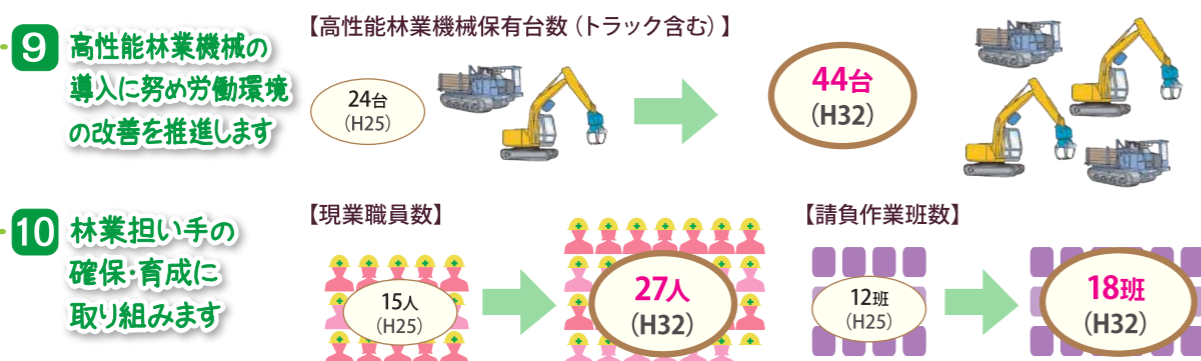 9 高性能林業機械の
導入に努め労働環境
の改善を推進します
【高性能林業機械保有台数（トラック含む）】
24台
（H25）
44台
（H32）
10 林業担い手の
確保・育成に
取り組みます
【現業職員数】
15人
（H25）
27人
（H32）
【請負作業班数】
12班
（H25）
18班
（H32）